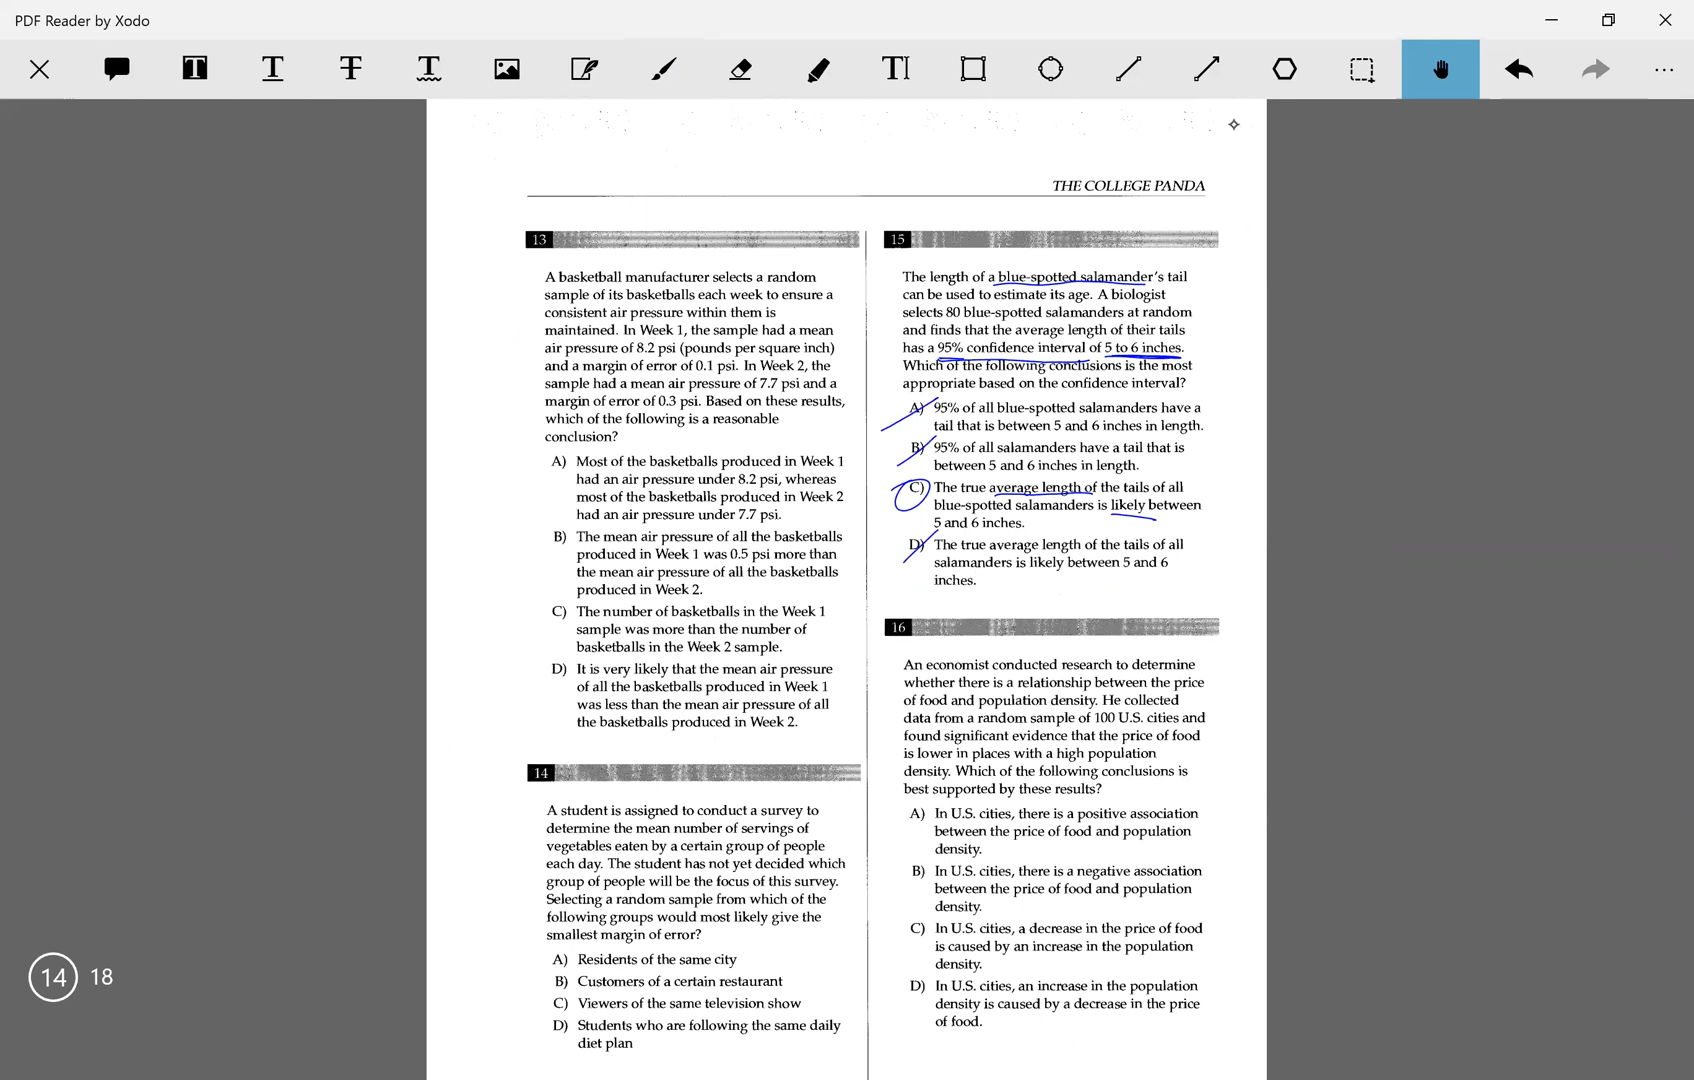 PDF Reader by Xodo
THE COLLEGE PANDA
13
A basketball manufacturer selects a random
sample of its basketballs each week to ensure a
consistent air pressure within them is
maintained. In Week 1, the sample had a mean
air pressure of 8.2 psi (pounds per square inch)
and a margin of error of 0.1 psi. In Week 2, the
sample had a mean air pressure of 7.7 psi and a
margin of error of 0.3 psi. Based on these results,
which of the following is a reasonable
conclusion?
A) Most of the basketballs produced in Week 1
had an air pressure under 8.2 psi, whereas
most of the basketballs produced in Week 2
had an air pressure under 7.7 psi.
B) The mean air pressure of all the basketballs
produced in Week 1 was 0.5 psi more than
the mean air pressure of all the basketballs
produced in Week 2.
C) The number of basketballs in the Week 1
sample was more than the number of
basketballs in the Week 2 sample.
D) It is very likely that the mean air pressure
of all the basketballs produced in Week 1
was less than the mean air pressure of all
the basketballs produced in Week 2.
14
A student is assigned to conduct a survey to
determine the mean number of servings of
vegetables eaten by a certain group of people
each day. The student has not yet decided which
group of people will be the focus of this survey.
Selecting a random sample from which of the
following groups would most likely give the
smallest margin of error?
A) Residents of the same city
B) Customers of a certain restaurant
C) Viewers of the same television show
D) Students who are following the same daily
diet plan
15
The length of a blue-spotted salamander's tail
can be used to estimate its age. A biologist
selects 80 blue-spotted salamanders at random
and finds that the average length of their tails
has a 95% confidence interval of 5 to 6 inches.
Which of the following conclusions is the most
appropriate based on the confidence interval?
A) 95% of all blue-spotted salamanders have a
tail that is between 5 and 6 inches in length.
B) 95% of all salamanders have a tail that is
between 5 and 6 inches in length.
C) The true average length of the tails of all
blue-spotted salamanders is likely between
5 and 6 inches.
D) The true average length of the tails of all
salamanders is likely between 5 and 6
inches.
16
An economist conducted research to determine
whether there is a relationship between the price
of food and population density. He collected
data from a random sample of 100 U.S. cities and
found significant evidence that the price of food
is lower in places with a high population
density. Which of the following conclusions is
best supported by these results?
A) In U.S. cities, there is a positive association
between the price of food and population
density.
B) In U.S. cities, there is a negative association
between the price of food and population
density.
C) In U.S. cities, a decrease in the price of food
is caused by an increase in the population
density.
D) In U.S. cities, an increase in the population
density is caused by a decrease in the price
of food.
14 18